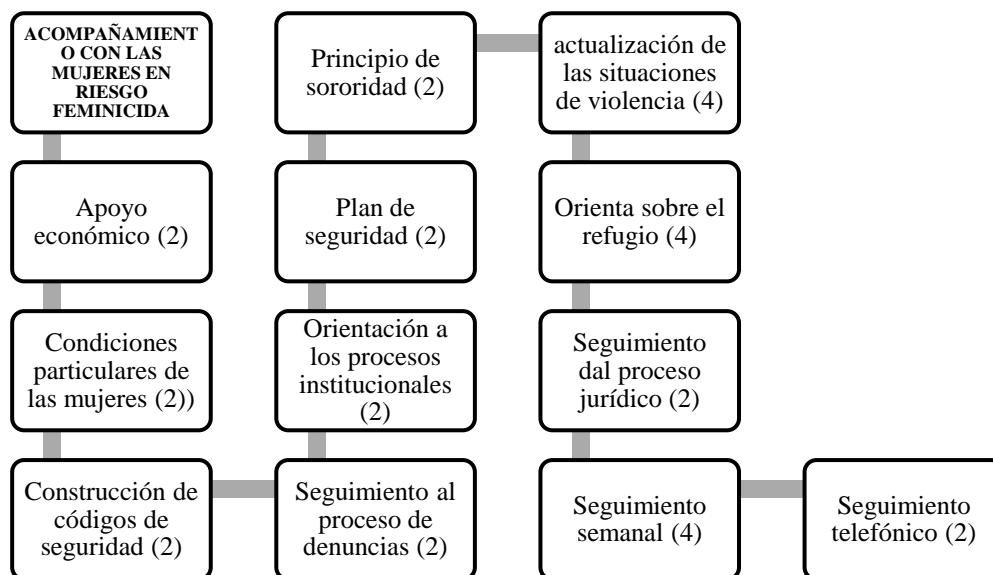 ACOMPAÑAMIENT
O CON LAS
MUJERES EN
RIESGO
FEMINICIDA
Apoyo
económico (2)
Condiciones
particulares de
las mujeres (2))
Construcción de
códigos de
seguridad (2)
Seguimiento al
proceso de
denuncias (2)
Orientación a
los procesos
institucionales
(2)
Plan de
seguridad (2)
Principio de
sororidad (2)
actualización de
las situaciones
de violencia (4)
Orienta sobre el
refugio (4)
Seguimiento
dal proceso
jurídico (2)
Seguimiento
semanal (4)
Seguimiento
telefónico (2)